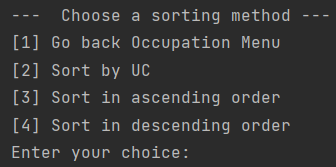 ---  Choose a sorting method ---
[1] Go back Occupation Menu
[2] Sort by UC
[3] Sort in ascending order
[4] Sort in descending order
Enter your choice: